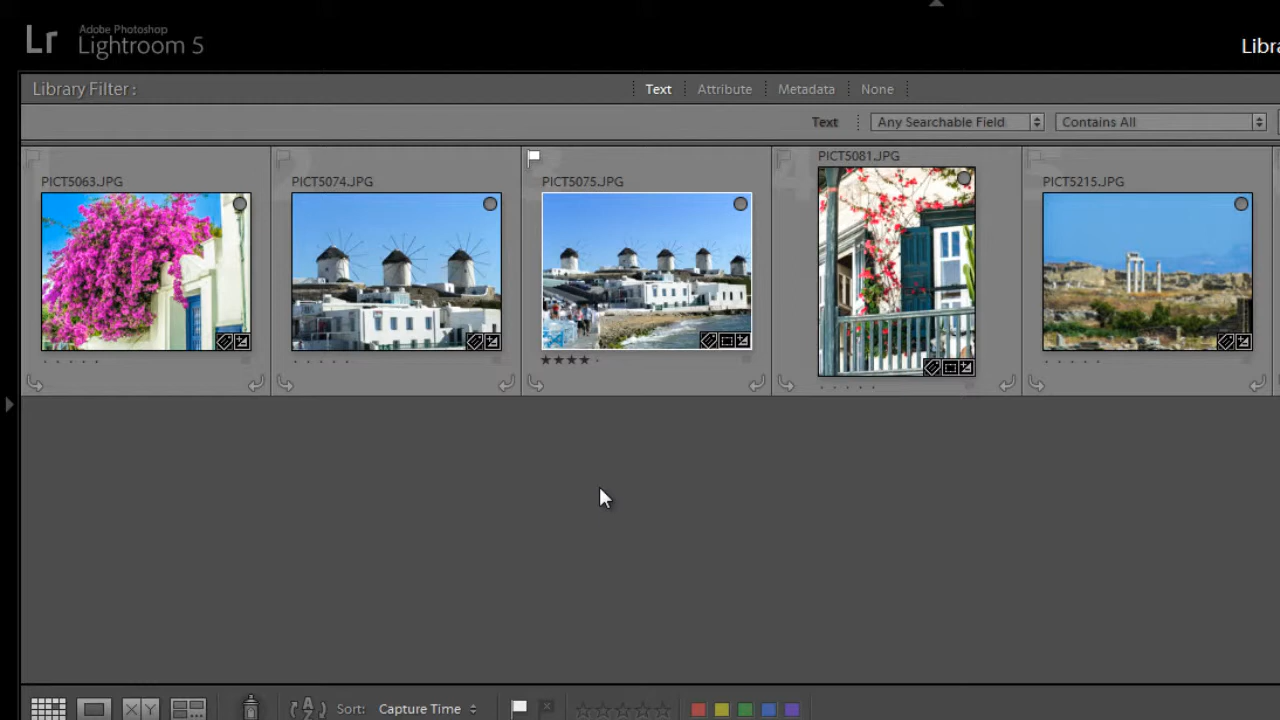 Lr Adobe Photoshop
Lightroom 5
Library Filter :
Text Attribute Metadata None
Text Any Searchable Field Contains All
PICT5063.JPG PICT5074.JPG PICT5075.JPG PICT5081.JPG PICT5215.JPG
XY
Sort: Capture Time